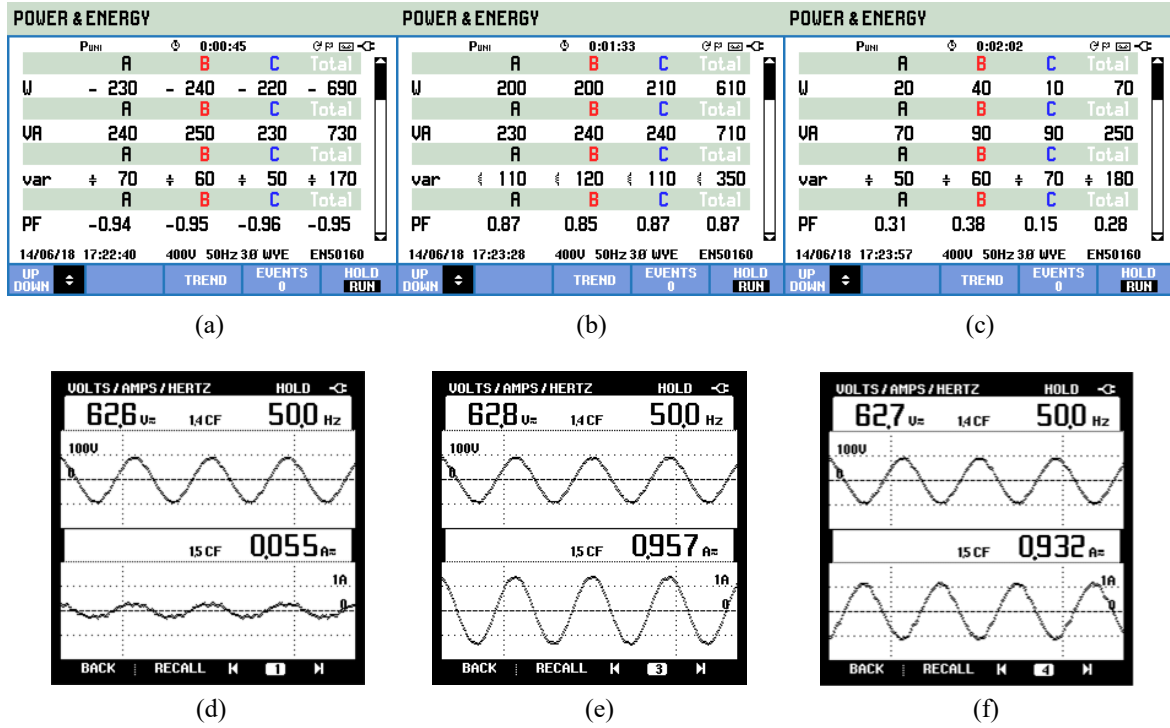 POWER & ENERGY
PUNI 0:00:45
A B C Total
W - 230 - 240 - 220 - 690
A B C Total
VA 240 250 230 730
A B C Total
var ÷ 70 ÷ 60 ÷ 50 ÷ 170
A B C Total
PF -0.94 -0.95 -0.96 -0.95
14/06/18 17:22:40 400V 50Hz 3.Ø WYE EN50160
UP DOWN TREND EVENTS 0 HOLD RUN
(a)
POWER & ENERGY
PUNI 0:01:33
A B C Total
W 200 200 210 610
A B C Total
VA 230 240 240 710
A B C Total
var 110 120 110 350
A B C Total
PF 0.87 0.85 0.87 0.87
14/06/18 17:23:28 400V 50Hz 3.Ø WYE EN50160
UP DOWN TREND EVENTS 0 HOLD RUN
(b)
POWER & ENERGY
PUNI 0:02:02
A B C Total
W 20 40 10 70
A B C Total
VA 70 90 90 250
A B C Total
var ÷ 50 ÷ 60 ÷ 70 ÷ 180
A B C Total
PF 0.31 0.38 0.15 0.28
14/06/18 17:23:57 400V 50Hz 3.Ø WYE EN50160
UP DOWN TREND EVENTS 0 HOLD RUN
(c)
VOLTS / AMPS / HERTZ HOLD
62.6 V≂ 1.4 CF 50.0 Hz
100V
0
1.5 CF 0.055 A≂
1A
0
BACK RECALL 1
(d)
VOLTS / AMPS / HERTZ HOLD
62.8 V≂ 1.4 CF 50.0 Hz
100V
0
1.5 CF 0.957 A≂
1A
0
BACK RECALL 3
(e)
VOLTS / AMPS / HERTZ HOLD
62.7 V≂ 1.4 CF 50.0 Hz
100V
0
1.5 CF 0.932 A≂
1A
0
BACK RECALL 4
(f)